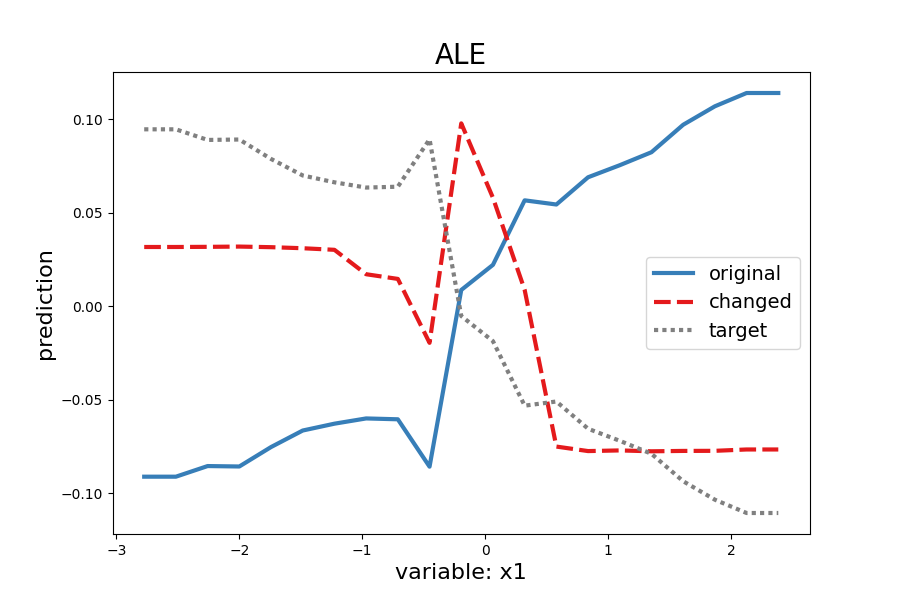 ALE
prediction
0.10
0.05
0.00
−0.05
−0.10
original
changed
target
−3
−2
−1
0
1
2
variable: x1